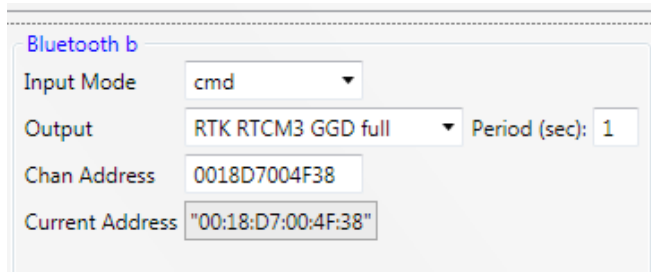 Bluetooth b
Input Mode cmd
Output RTK RTCM3 GGD full Period (sec): 1
Chan Address 0018D7004F38
Current Address "00:18:D7:00:4F:38"